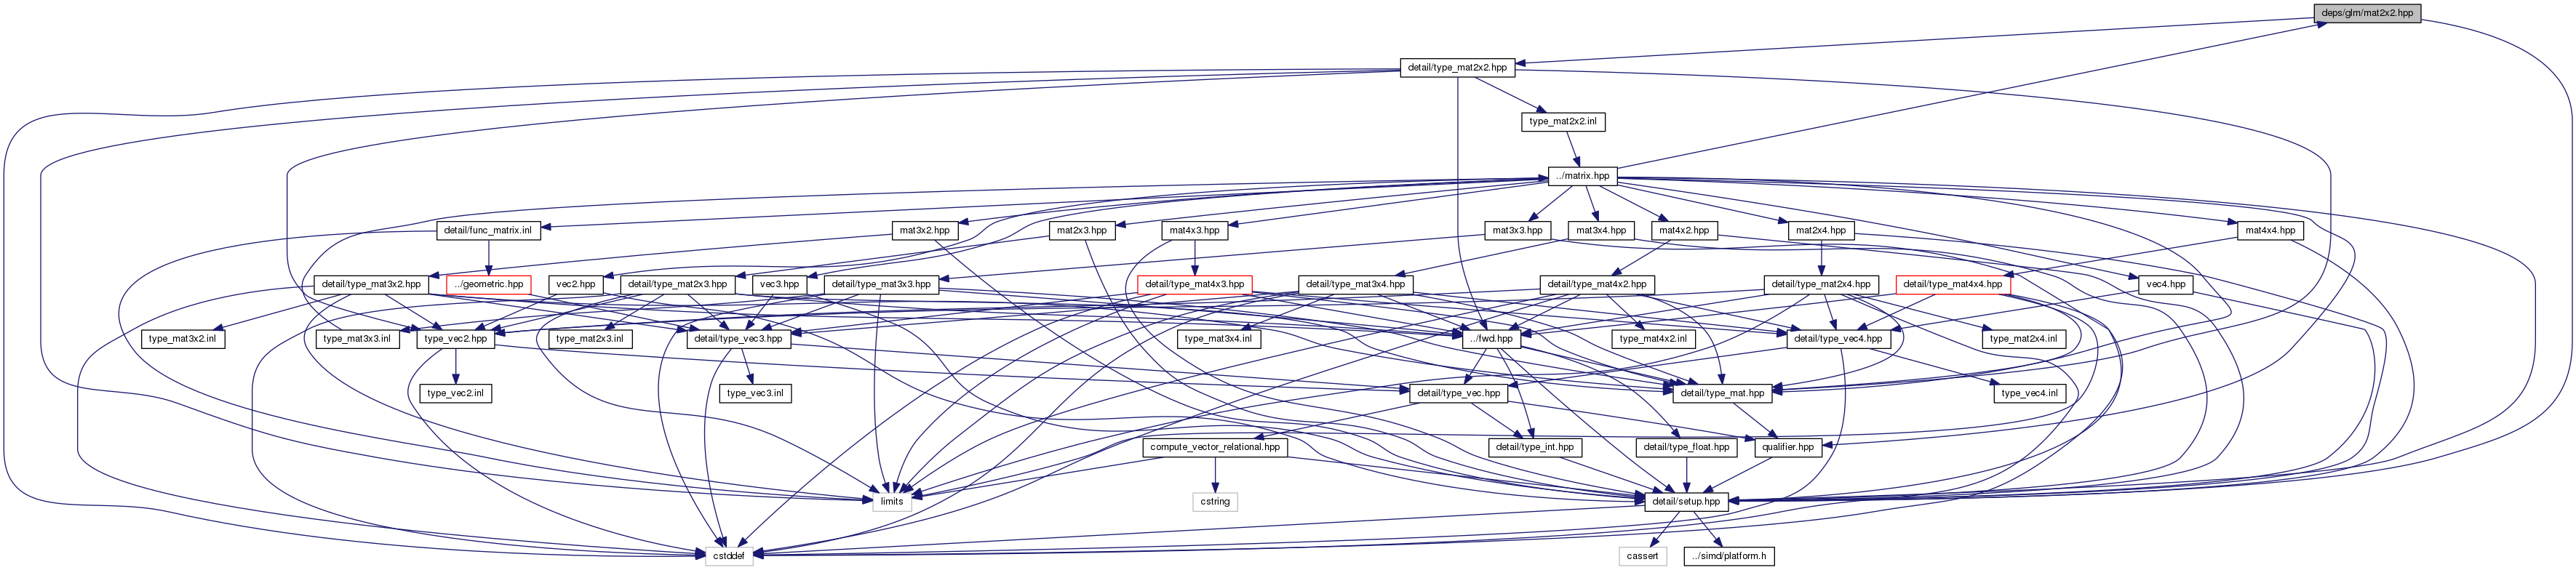 deps/glm/mat2x2.hpp
detail/type_mat2x2.hpp
type_mat2x2.inl
../matrix.hpp
detail/func_matrix.inl
mat3x2.hpp
mat2x3.hpp
mat4x3.hpp
mat3x3.hpp
mat3x4.hpp
mat4x2.hpp
mat2x4.hpp
mat4x4.hpp
detail/type_mat3x2.hpp
../geometric.hpp
vec2.hpp
detail/type_mat2x3.hpp
vec3.hpp
detail/type_mat3x3.hpp
detail/type_mat4x3.hpp
detail/type_mat3x4.hpp
detail/type_mat4x2.hpp
detail/type_mat2x4.hpp
detail/type_mat4x4.hpp
vec4.hpp
type_mat3x2.inl
type_mat3x3.inl
type_vec2.hpp
type_mat2x3.inl
detail/type_vec3.hpp
type_mat3x4.inl
../fwd.hpp
type_mat4x2.inl
detail/type_vec4.hpp
type_mat2x4.inl
type_vec2.inl
type_vec3.inl
detail/type_vec.hpp
detail/type_mat.hpp
type_vec4.inl
compute_vector_relational.hpp
detail/type_int.hpp
detail/type_float.hpp
qualifier.hpp
limits
cstring
detail/setup.hpp
cstddef
cassert
../simd/platform.h